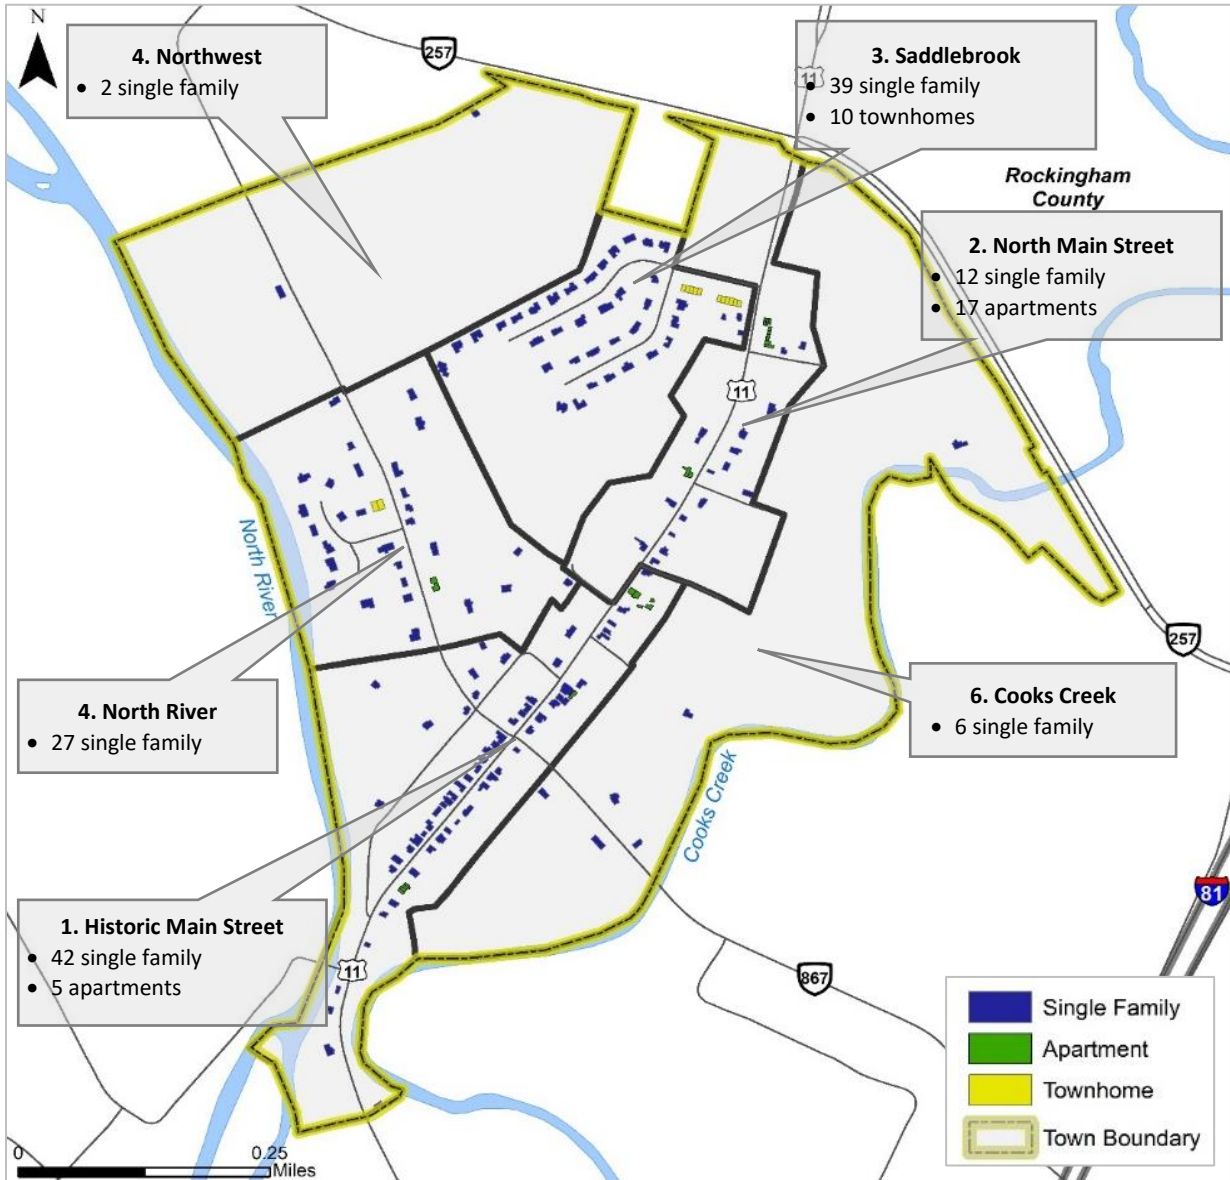 N
4. Northwest
• 2 single family
257
3. Saddlebrook
• 39 single family
• 10 townhomes
11
Rockingham
County
2. North Main Street
• 12 single family
• 17 apartments
11
North River
257
4. North River
• 27 single family
6. Cooks Creek
• 6 single family
Cooks Creek
1. Historic Main Street
• 42 single family
• 5 apartments
11
867
81
Single Family
Apartment
Townhome
Town Boundary
0 0.25
Miles